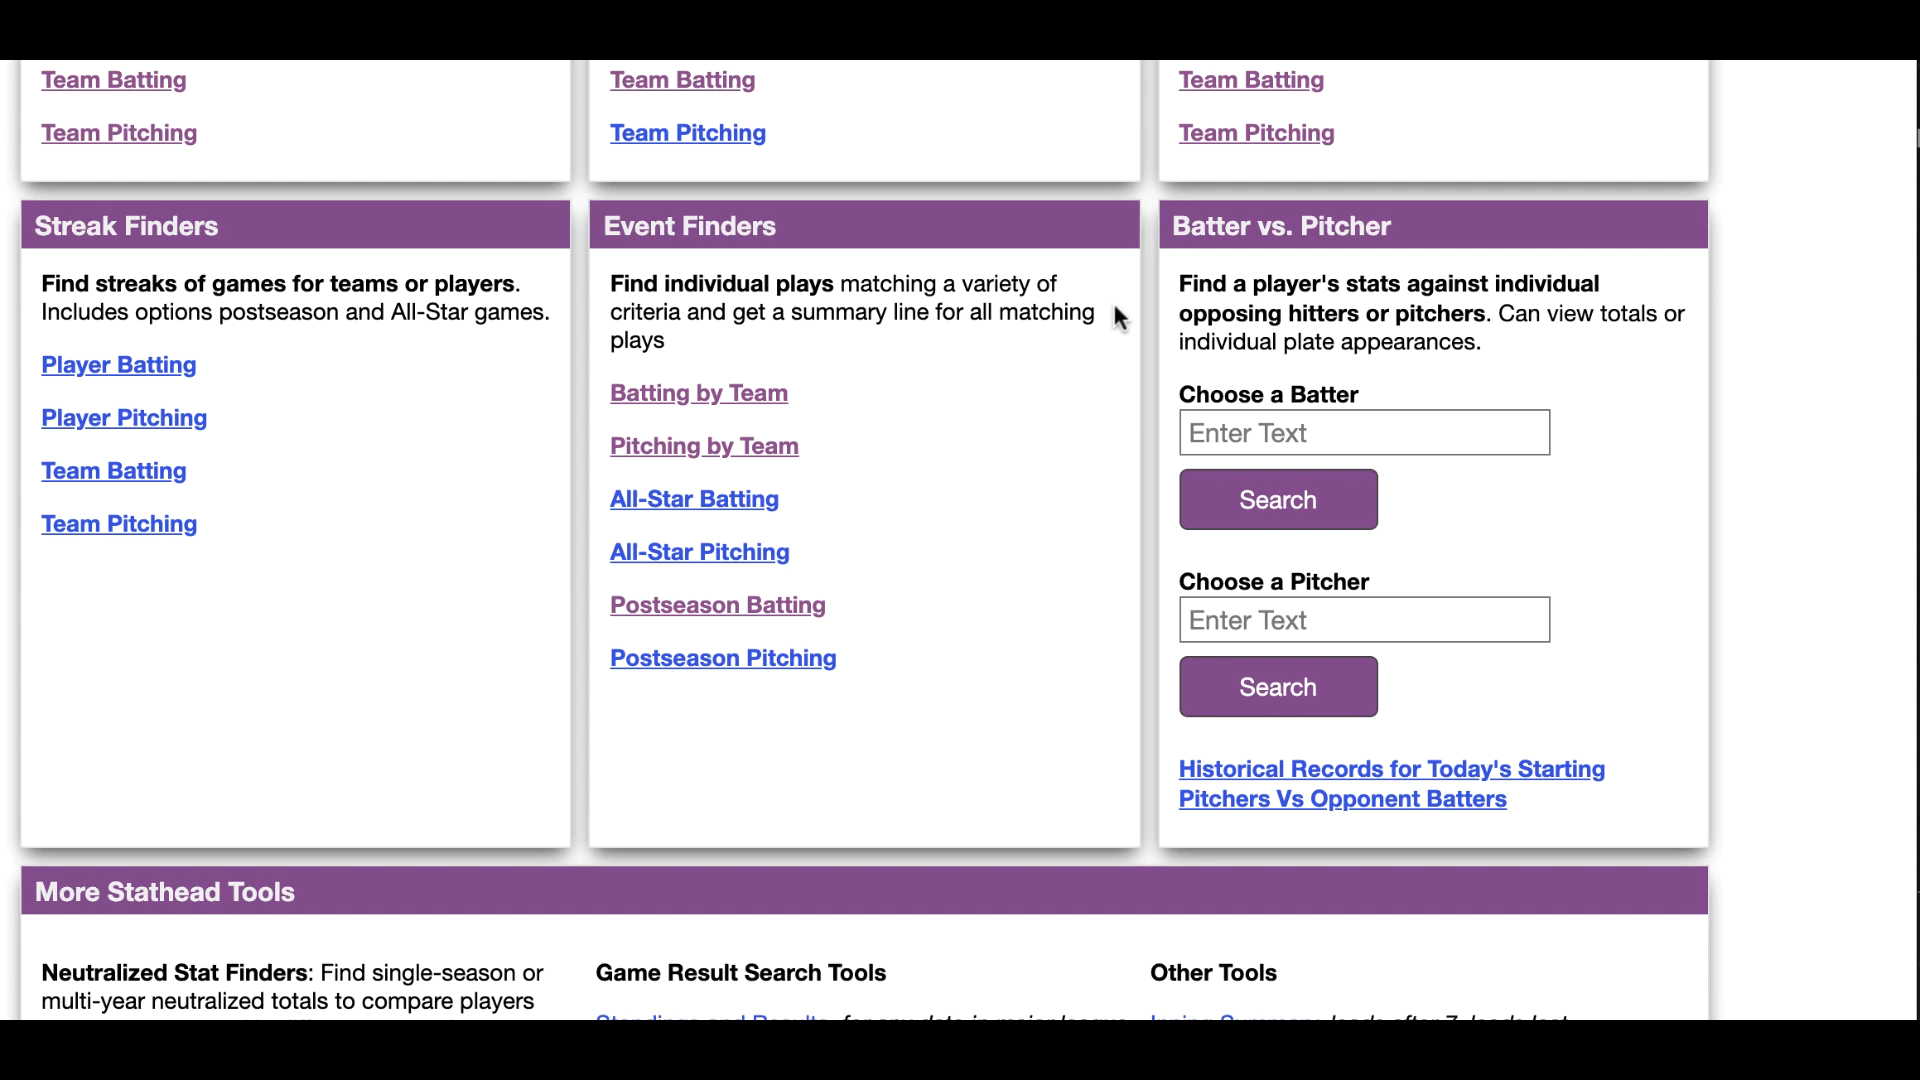 Team Batting
Team Pitching
Team Batting
Team Pitching
Team Batting
Team Pitching
Streak Finders
Find streaks of games for teams or players.
Includes options postseason and All-Star games.
Player Batting
Player Pitching
Team Batting
Team Pitching
Event Finders
Find individual plays matching a variety of
criteria and get a summary line for all matching
plays
Batting by Team
Pitching by Team
All-Star Batting
All-Star Pitching
Postseason Batting
Postseason Pitching
Batter vs. Pitcher
Find a player's stats against individual
opposing hitters or pitchers. Can view totals or
individual plate appearances.
Choose a Batter
Enter Text
Search
Choose a Pitcher
Enter Text
Search
Historical Records for Today's Starting
Pitchers Vs Opponent Batters
More Stathead Tools
Neutralized Stat Finders: Find single-season or
multi-year neutralized totals to compare players
Game Result Search Tools
Standings and Results
Other Tools